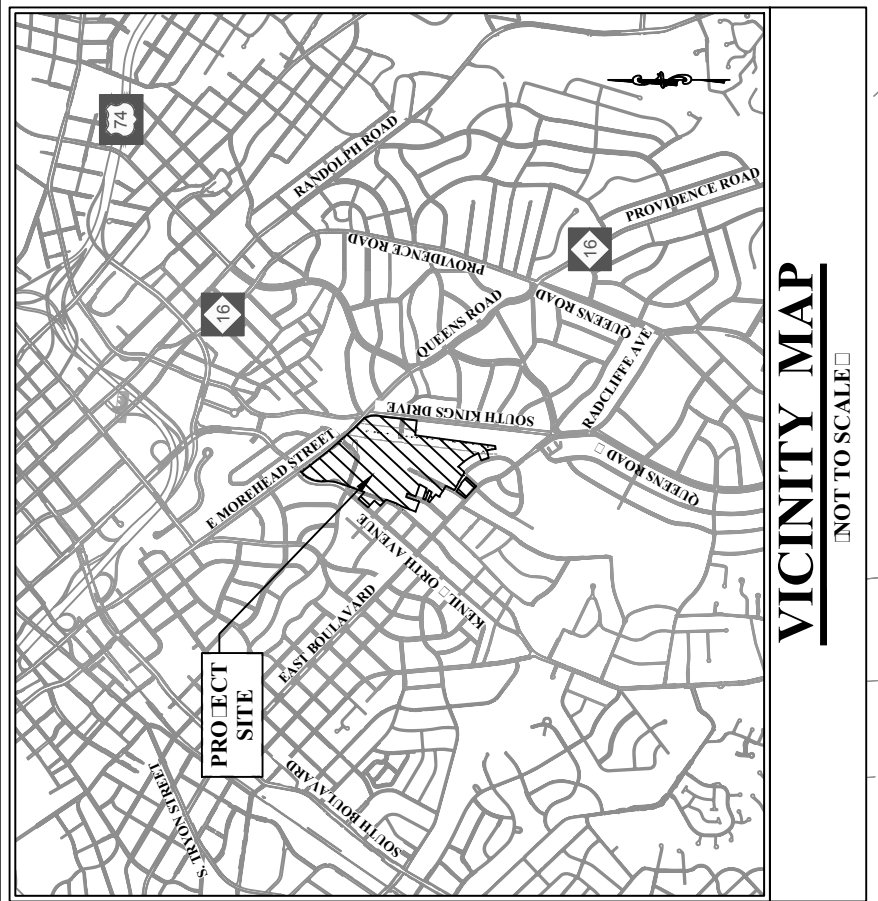 74
RANDOLPH ROAD
PROVIDENCE ROAD
16
PROVIDENCE ROAD
16
QUEENS ROAD
QUEENS ROAD
RADCLIFFE AVE
SOUTH KINGS DRIVE
E MOREHEAD STREET
QUEENS ROAD
KENIL□ORTH AVENUE
EAST BOULAVARD
PRO□ECT
SITE
SOUTH BOULAVARD
S. TRYON STREET
VICINITY MAP
□NOT TO SCALE□